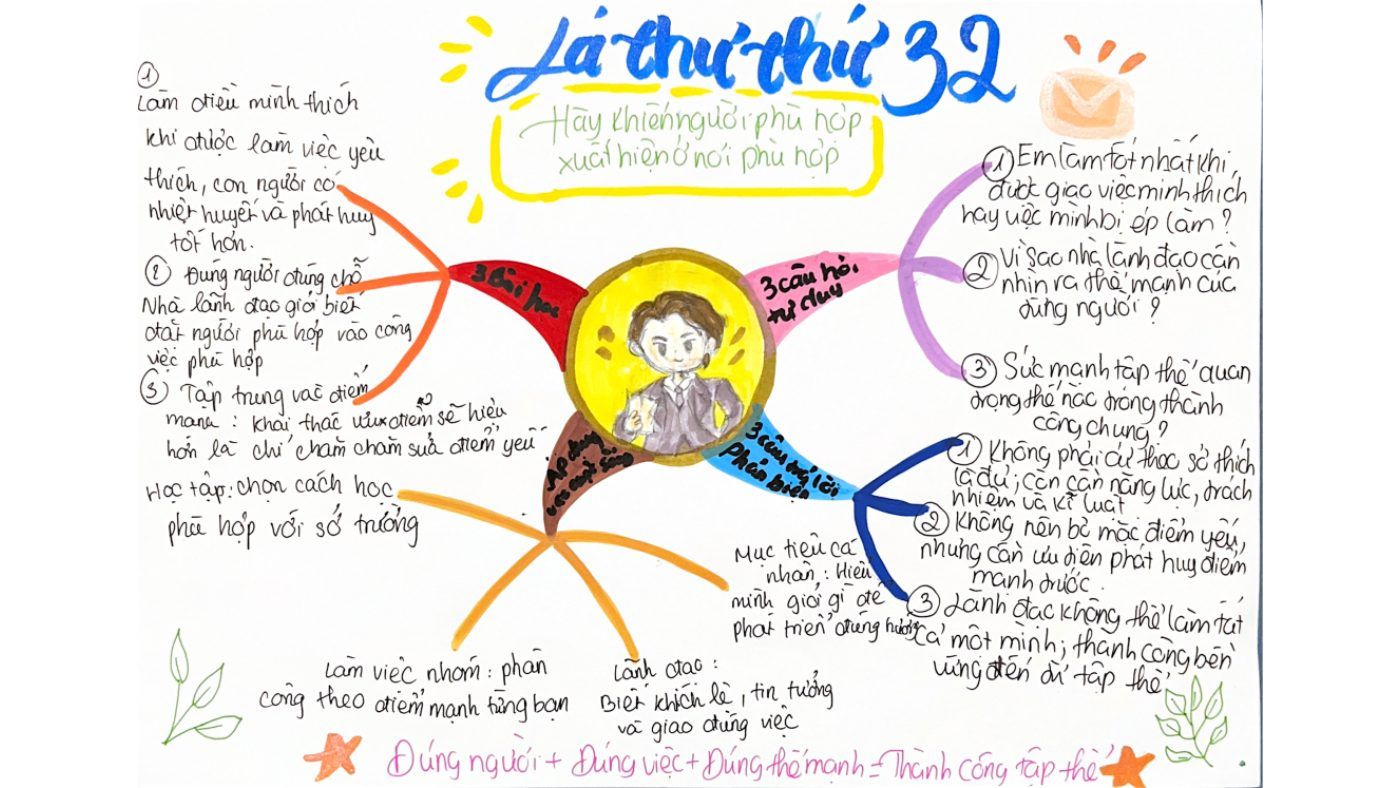 Lá thư thứ 32
Hãy khiến người phù hợp
xuất hiện ở nơi phù hợp
3 bài học
①
Làm điều mình thích
khi được làm việc yêu
thích, con người có
nhiệt huyết và phát huy
tốt hơn.
② Đúng người đúng chỗ
Nhà lãnh đạo giỏi biết
đặt người phù hợp vào công
việc phù hợp
③ Tập trung vào điểm
mạnh: khai thác ưu điểm sẽ hiệu
hơn là chỉ chăm chăm sửa điểm yếu
3 câu hỏi
tư duy
① Em làm tốt nhất khi
được giao việc mình thích
hay việc mình bị ép làm?
② Vì sao nhà lãnh đạo cần
nhìn ra thế mạnh của
từng người?
③ Sức mạnh tập thể quan
trọng thế nào trong thành
công chung?
3 câu trả lời
phản biện
① Không phải cứ theo sở thích
là đủ; còn cần năng lực, trách
nhiệm và kỉ luật
② Không nên bỏ mặc điểm yếu,
nhưng cần ưu tiên phát huy điểm
mạnh trước.
③ Lãnh đạo không thể làm tất
cả một mình; thành công bền
vững đến từ tập thể
Áp dụng
vào cuộc sống
Học tập: chọn cách học
phù hợp với sở trường
Làm việc nhóm: phân
công theo điểm mạnh từng bạn
Lãnh đạo:
Biết khích lệ, tin tưởng
và giao đúng việc
Mục tiêu cá
nhân: Hiểu
mình giỏi gì để
phát triển đúng hướng
Đúng người + Đúng việc + Đúng thế mạnh = Thành công tập thể